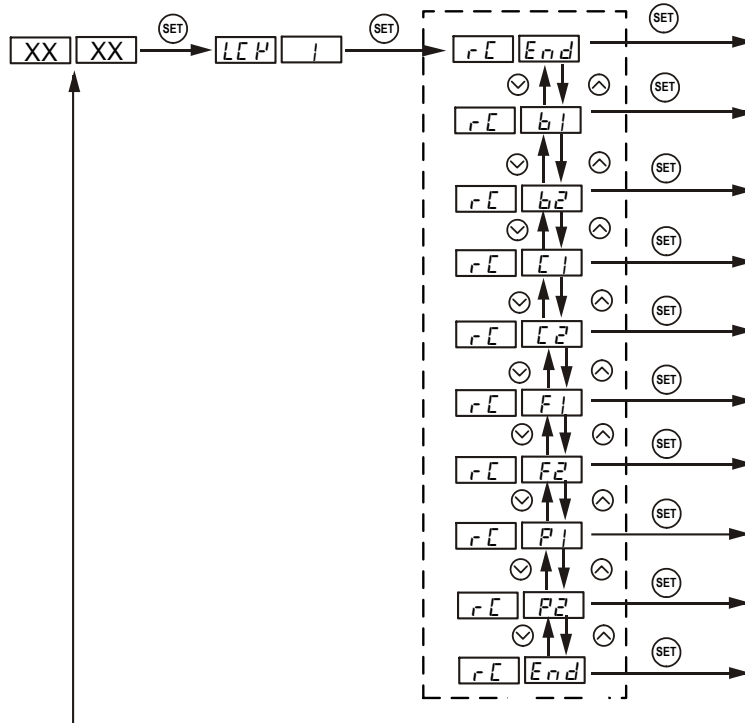 SET
SET
SET
XX XX
LCY 1
rC End
SET
rC b1
SET
rC b2
SET
rC C1
SET
rC C2
SET
rC F1
SET
rC F2
SET
rC P1
SET
rC P2
SET
rC End